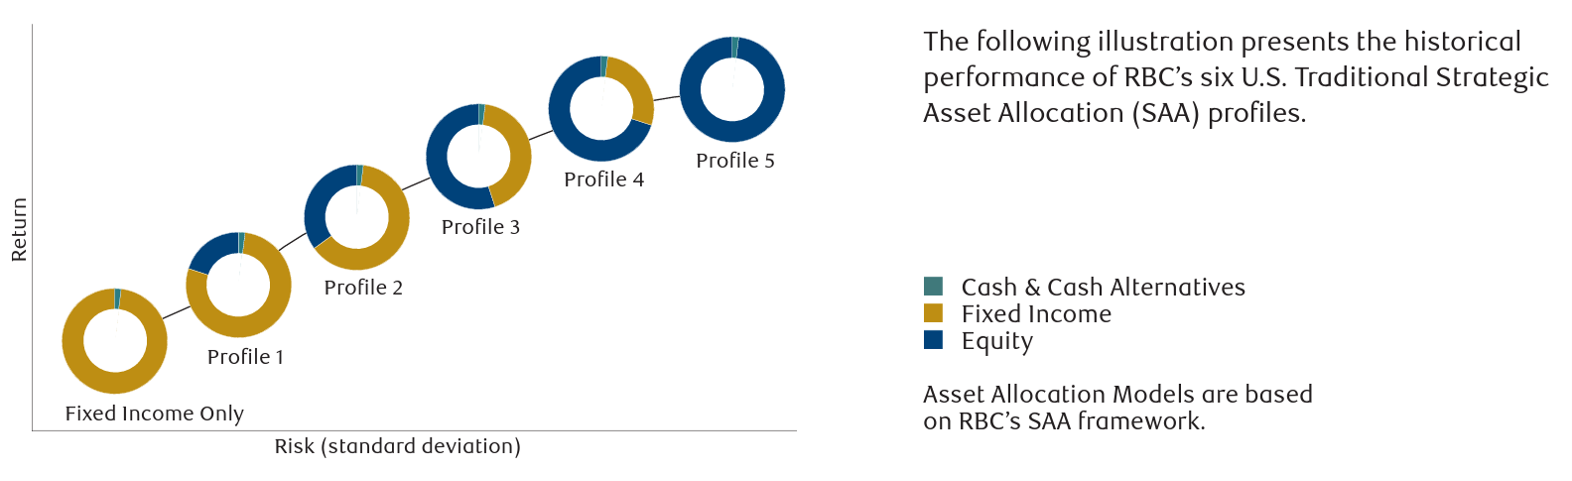 The following illustration presents the historical
performance of RBC’s six U.S. Traditional Strategic
Asset Allocation (SAA) profiles.
Return
Profile 5
Profile 4
Profile 3
Profile 2
Profile 1
Fixed Income Only
Risk (standard deviation)
Cash & Cash Alternatives
Fixed Income
Equity
Asset Allocation Models are based
on RBC’s SAA framework.